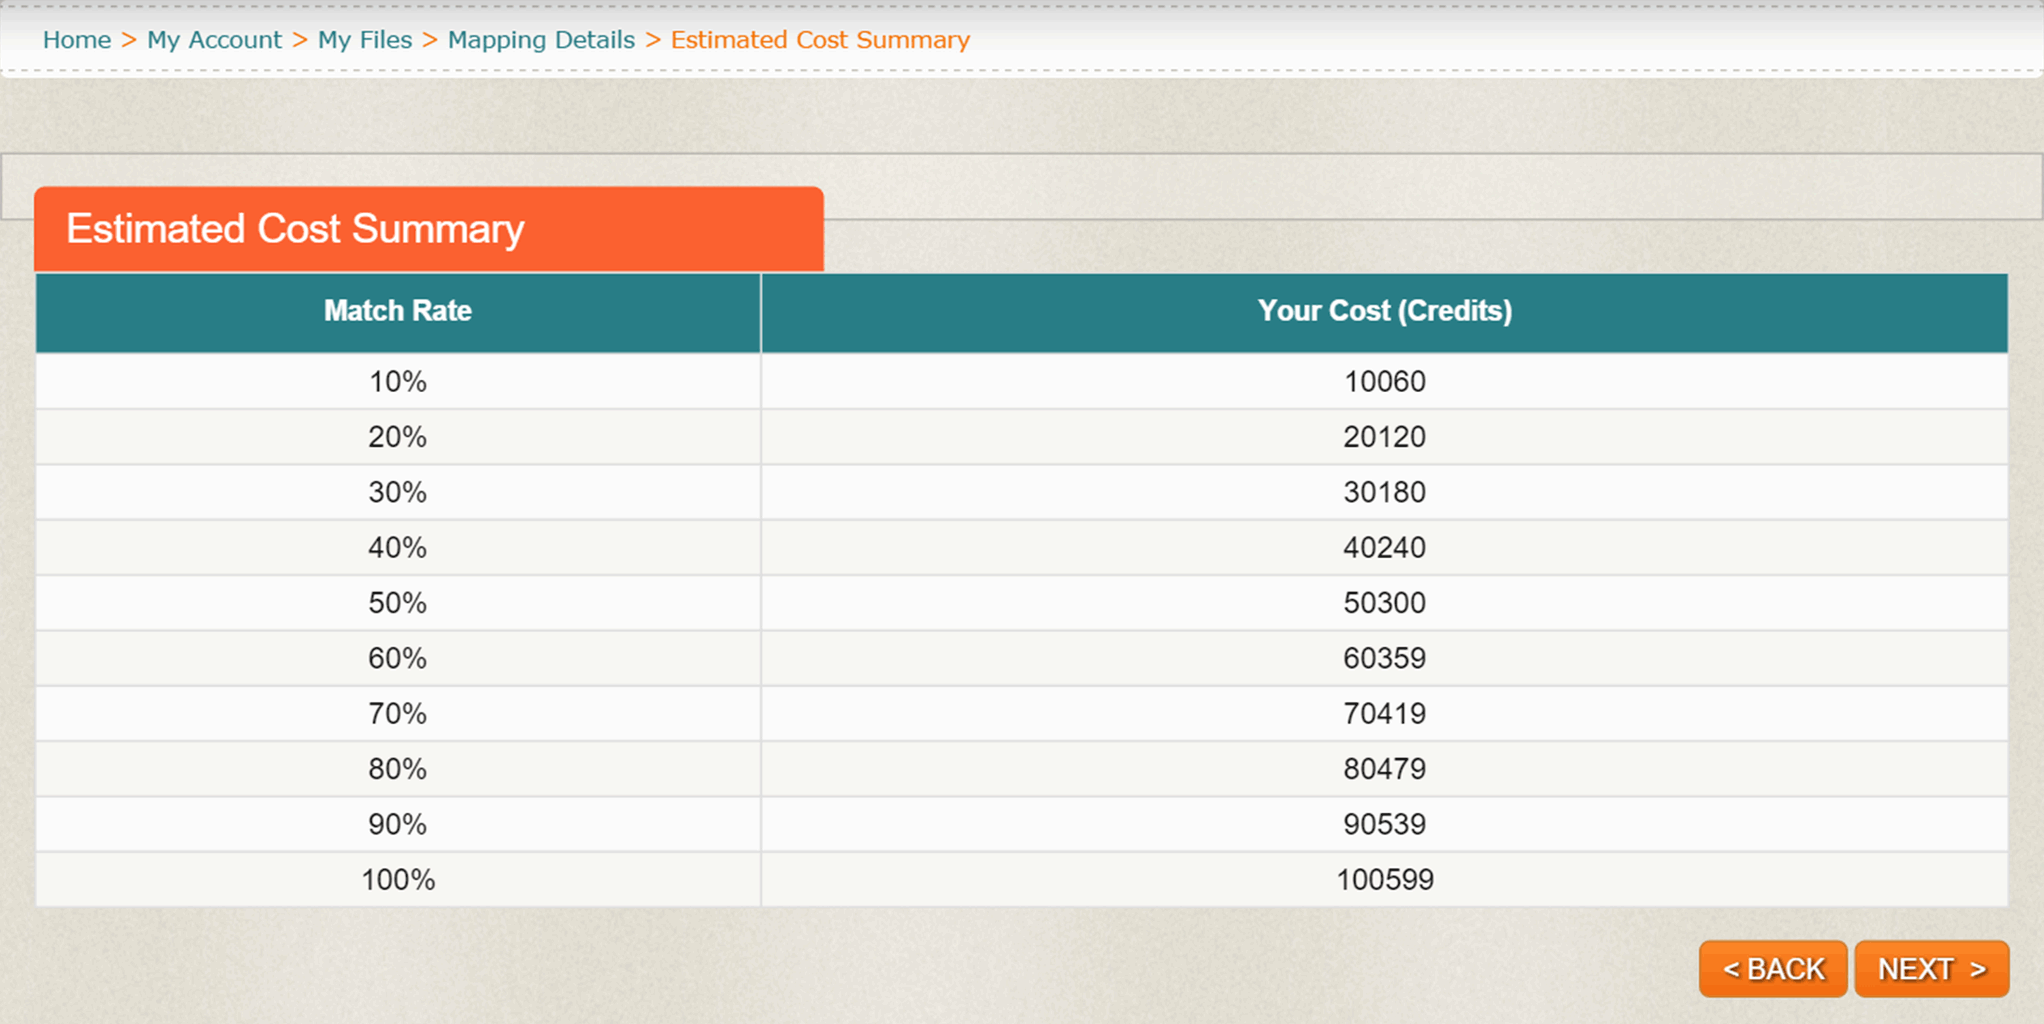 Home > My Account > My Files > Mapping Details > Estimated Cost Summary
Estimated Cost Summary
Match Rate Your Cost (Credits)
10% 10060
20% 20120
30% 30180
40% 40240
50% 50300
60% 60359
70% 70419
80% 80479
90% 90539
100% 100599
< BACK NEXT >